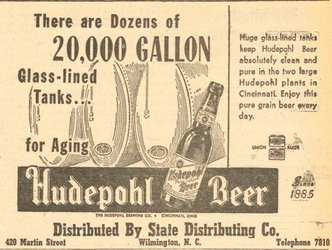 There are Dozens of
20,000 GALLON
Glass-lined
Tanks...
for Aging
Huge glass-lined tanks
keep Hudepohl Beer
absolutely clean and
pure in the two large
Hudepohl plants in
Cincinnati. Enjoy this
pure grain beer every
day.
UNION MADE
Since
1885
Hudepohl
Beer
Hudepohl Beer
THE HUDEPOHL BREWING CO. • CINCINNATI, OHIO
Distributed By State Distributing Co.
420 Martin Street Wilmington, N. C. Telephone 7810